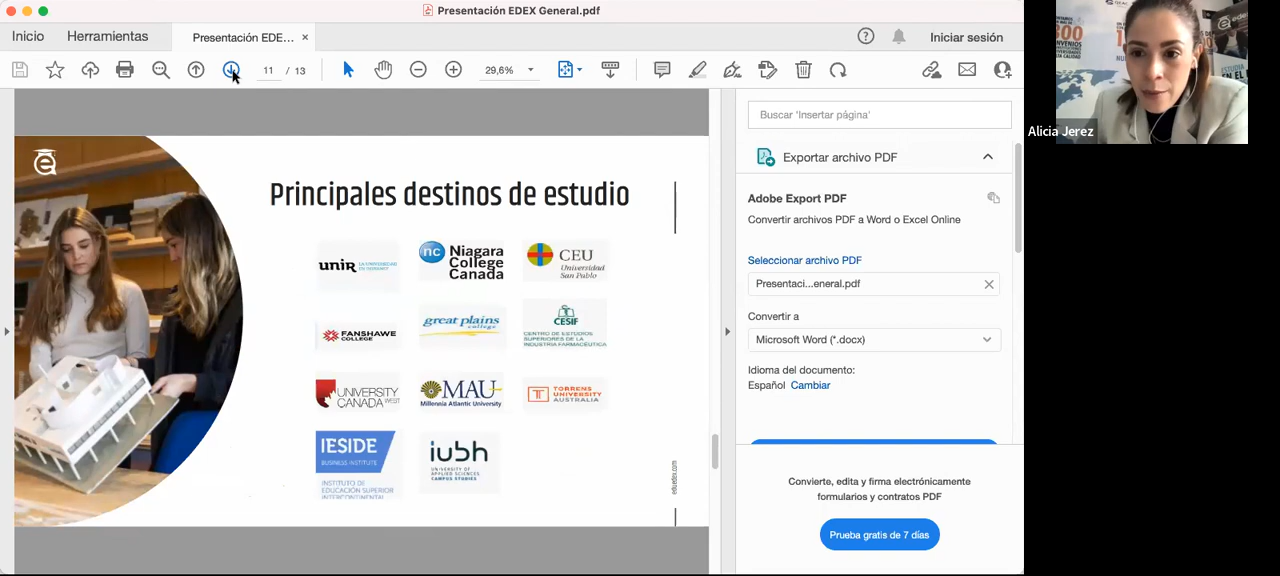 Presentación EDEX General.pdf
Inicio
Herramientas
Presentación EDE... ×
Iniciar sesión
11 / 13
29,6%
Alicia Jerez
Principales destinos de estudio
unir
nc Niagara
College
Canada
CEU
Universidad
San Pablo
FANSHAWE
COLLEGE
great plains
college
CESIF
CENTRO DE ESTUDIOS
SUPERIORES DE LA
INDUSTRIA FARMACÉUTICA
UNIVERSITY
CANADA WEST
MAU
Millennia Atlantic University
TORRENS
UNIVERSITY
AUSTRALIA
IESIDE
BUSINESS INSTITUTE
INSTITUTO DE
EDUCACIÓN SUPERIOR
INTERCONTINENTAL
iubh
UNIVERSITY OF
APPLIED SCIENCES
CAMPUS STUDIES
Buscar 'Insertar página'
Exportar archivo PDF
Adobe Export PDF
Convertir archivos PDF a Word o Excel Online
Seleccionar archivo PDF
Presentaci...eneral.pdf
Convertir a
Microsoft Word (*.docx)
Idioma del documento:
Español Cambiar
Convierte, edita y firma electrónicamente
formularios y contratos PDF
Prueba gratis de 7 días